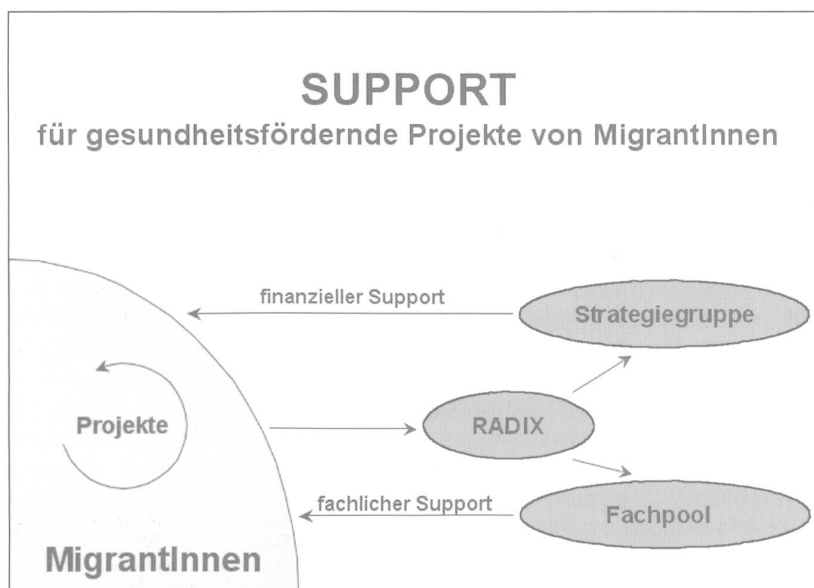 SUPPORT
für gesundheitsfördernde Projekte von MigrantInnen
finanzieller Support
Strategiegruppe
Projekte
RADIX
fachlicher Support
Fachpool
MigrantInnen